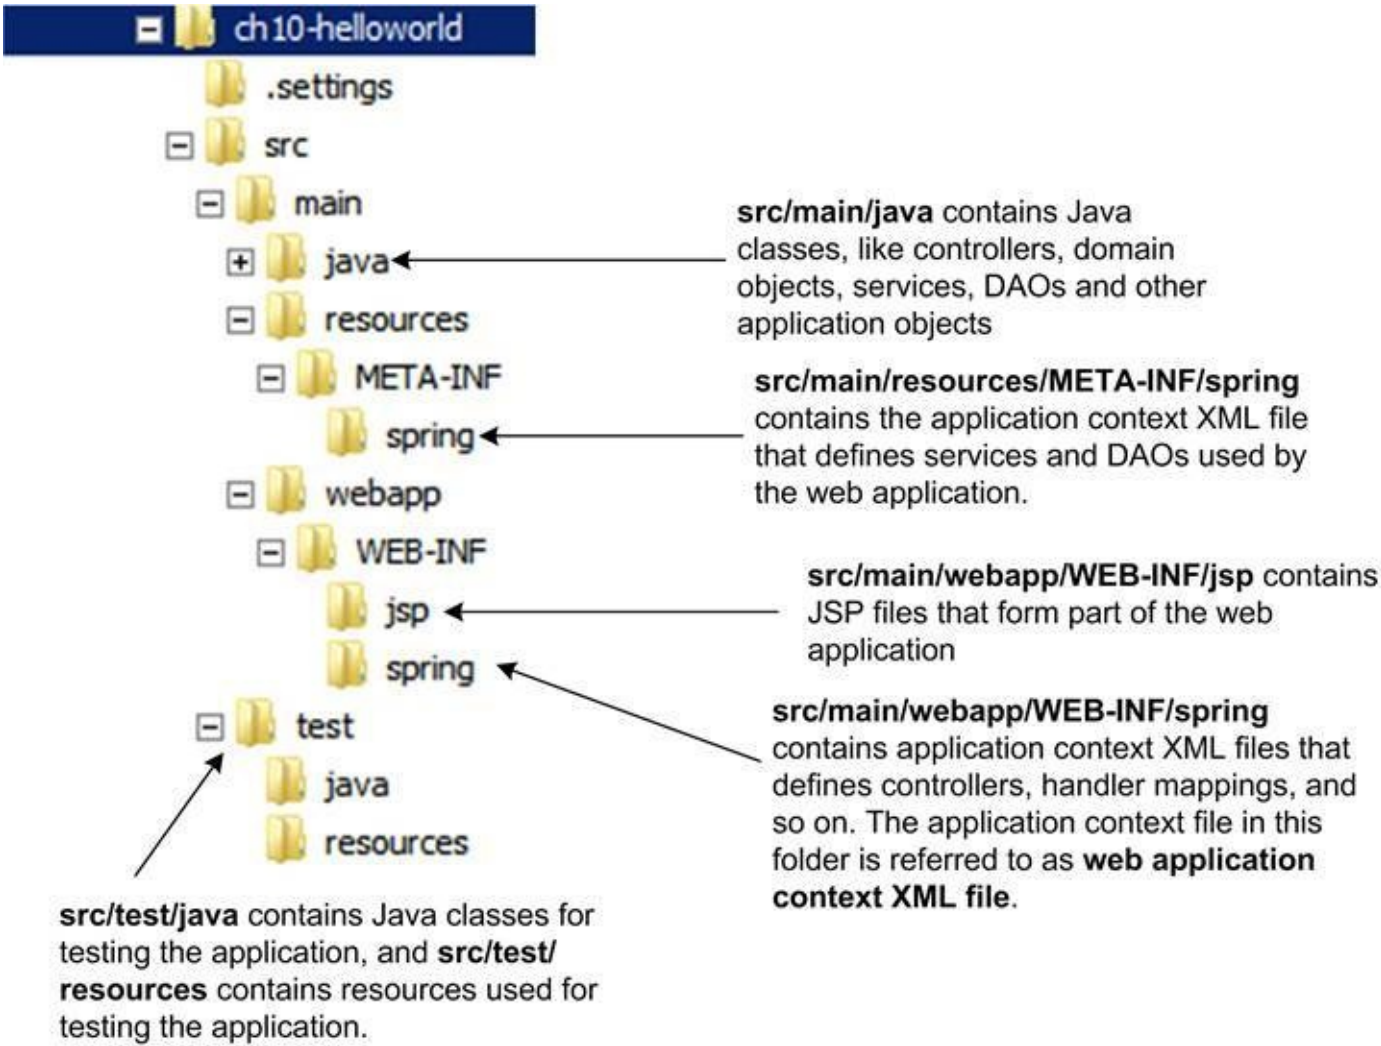 ch10-helloworld
.settings
src
main
java
resources
META-INF
spring
webapp
WEB-INF
jsp
spring
test
java
resources
src/main/java contains Java
classes, like controllers, domain
objects, services, DAOs and other
application objects
src/main/resources/META-INF/spring
contains the application context XML file
that defines services and DAOs used by
the web application.
src/main/webapp/WEB-INF/jsp contains
JSP files that form part of the web
application
src/main/webapp/WEB-INF/spring
contains application context XML files that
defines controllers, handler mappings, and
so on. The application context file in this
folder is referred to as web application
context XML file.
src/test/java contains Java classes for
testing the application, and src/test/
resources contains resources used for
testing the application.